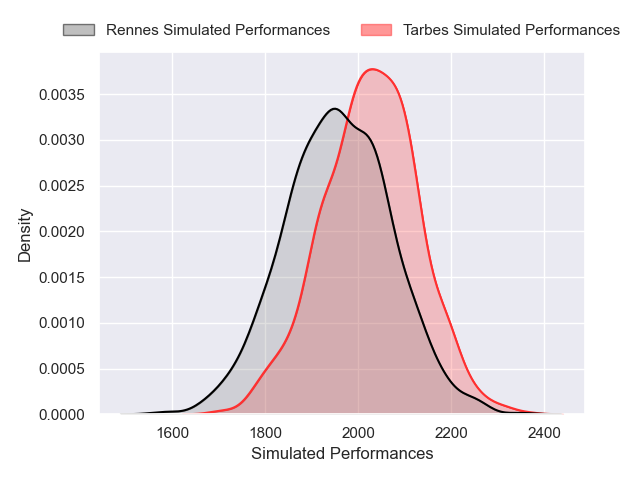 Rennes Simulated Performances Tarbes Simulated Performances
0.0035
0.0030
0.0025
0.0020
0.0015
0.0010
0.0005
0.0000
Density
1600 1800 2000 2200 2400
Simulated Performances